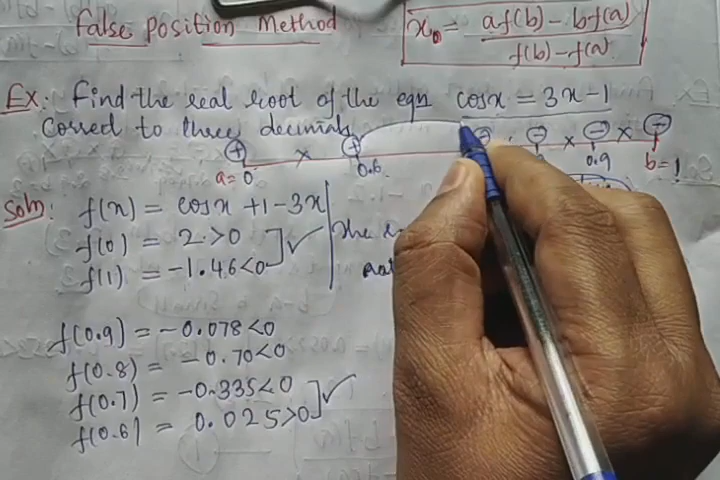 False Position Method
x₀ = af(b) - bf(a) / f(b) - f(a)
Ex: Find the real root of the eqn cosx = 3x-1
Correct to three decimals
+ × + - × - × -
a=0 0.6 0.9 b=1
Soln: f(x) = cosx +1-3x
f(0) = 2 >0
f(1) = -1.46<0
The
f(0.9) = -0.078<0
f(0.8) = -0.70<0
f(0.7) = -0.335<0
f(0.6) = 0.025>0